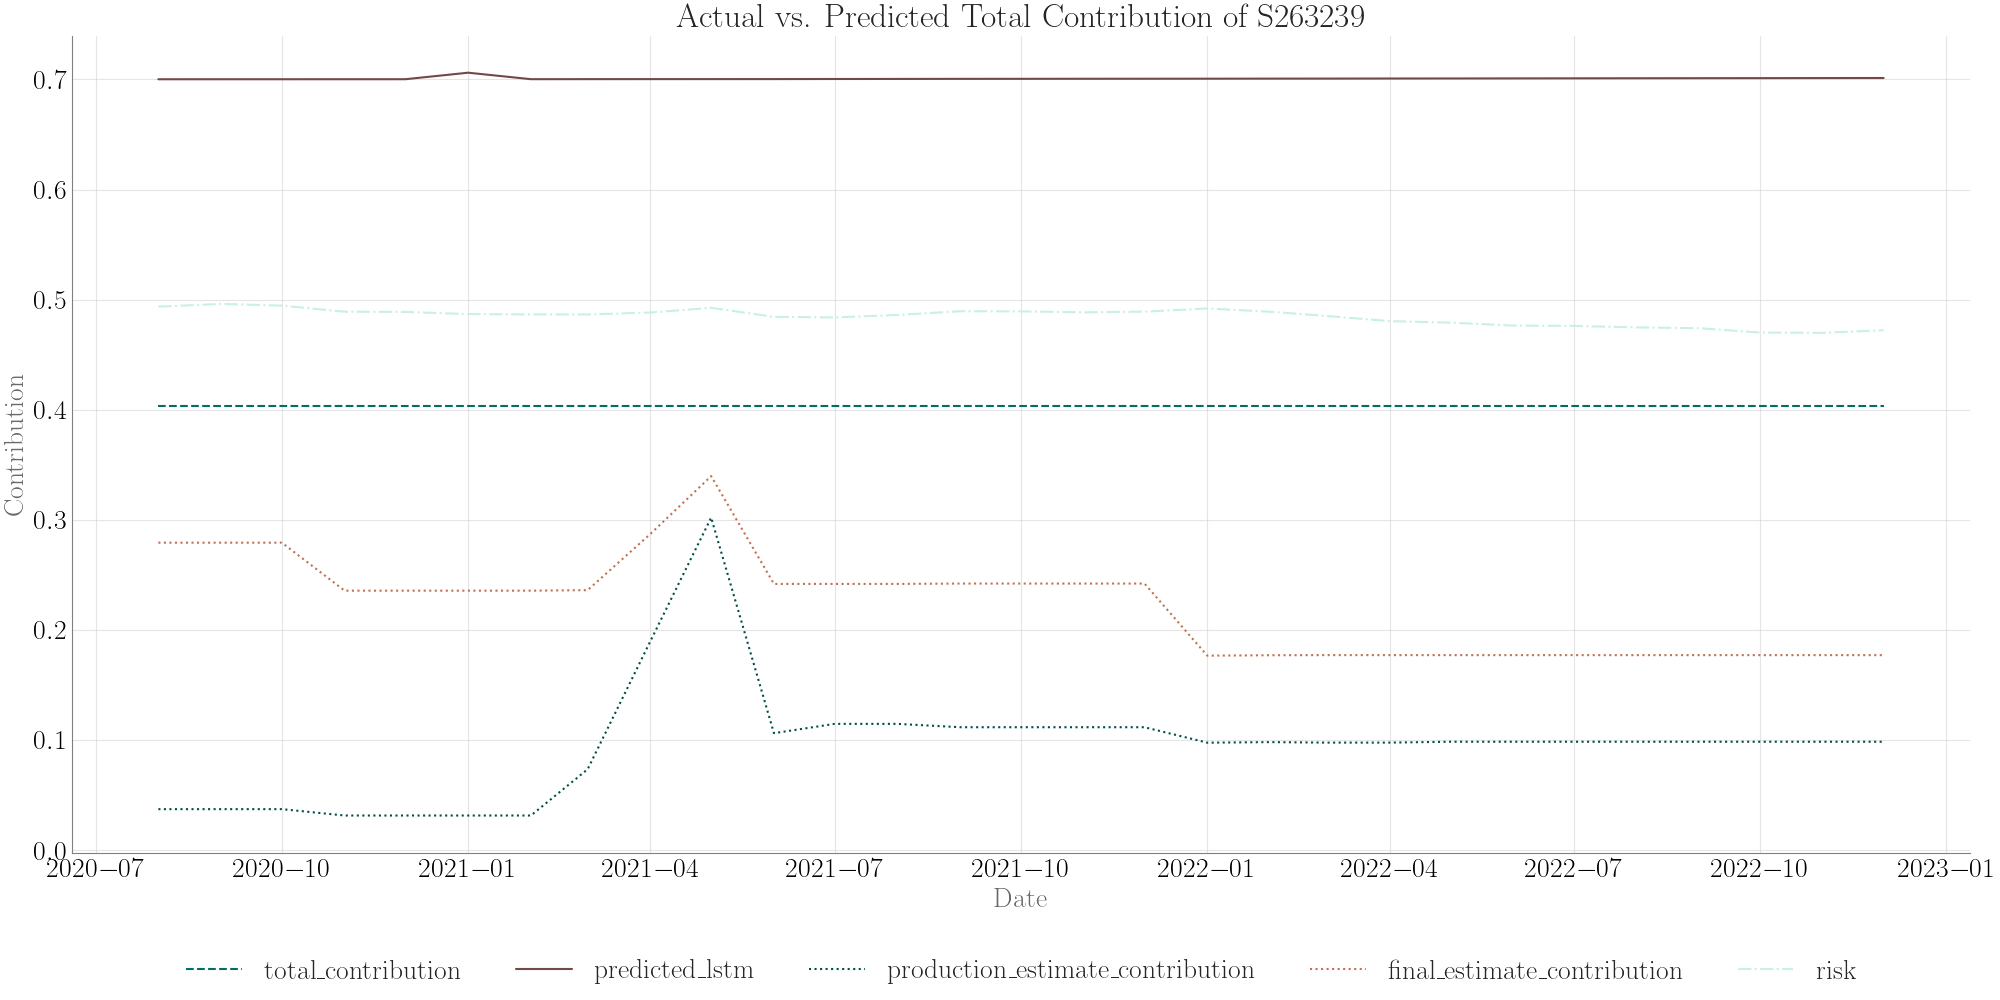 Actual vs. Predicted Total Contribution of S263239
Contribution
0.7
0.6
0.5
0.4
0.3
0.2
0.1
0.0
2020−07 2020−10 2021−01 2021−04 2021−07 2021−10 2022−01 2022−04 2022−07 2022−10 2023−01
Date
total_contribution predicted_lstm production_estimate_contribution final_estimate_contribution risk